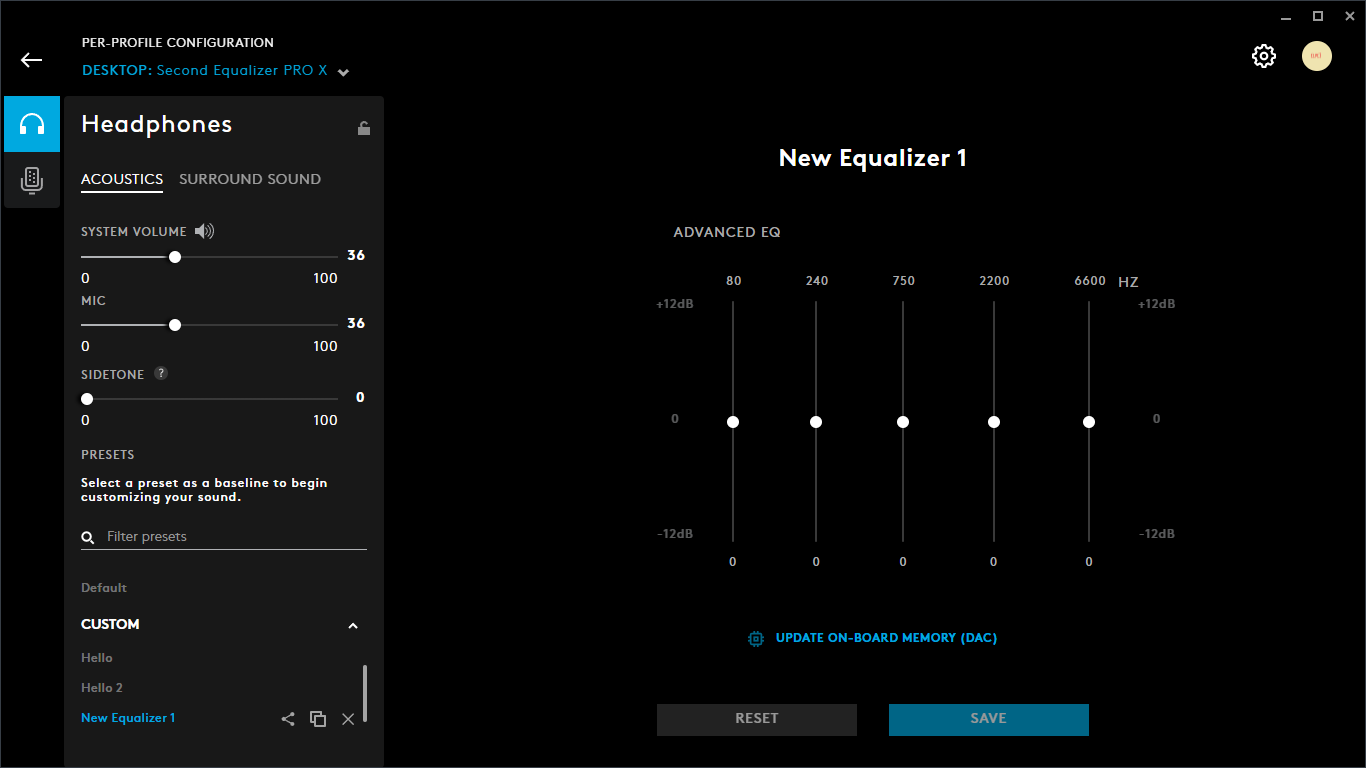 PER-PROFILE CONFIGURATION
DESKTOP: Second Equalizer PRO X
Headphones
ACOUSTICS SURROUND SOUND
SYSTEM VOLUME
36
0 100
MIC
36
0 100
SIDETONE ?
0
0 100
PRESETS
Select a preset as a baseline to begin
customizing your sound.
Filter presets
Default
CUSTOM
Hello
Hello 2
New Equalizer 1
New Equalizer 1
ADVANCED EQ
80 240 750 2200 6600 HZ
+12dB +12dB
0 0
-12dB -12dB
0 0 0 0 0
UPDATE ON-BOARD MEMORY (DAC)
RESET SAVE